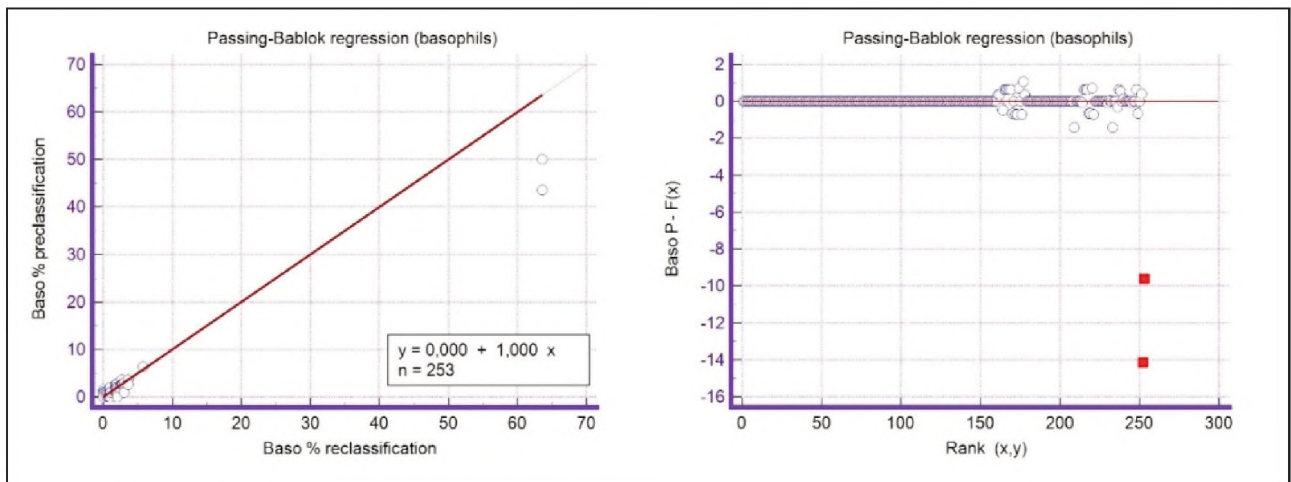 Passing-Bablok regression (basophils)
70
60
50
40
30
20
10
0
Baso % preclassification
y = 0,000 + 1,000 x
n = 253
0 10 20 30 40 50 60 70
Baso % reclassification
Passing-Bablok regression (basophils)
2
0
-2
-4
-6
-8
-10
-12
-14
-16
Baso P - F(x)
0 50 100 150 200 250 300
Rank (x,y)